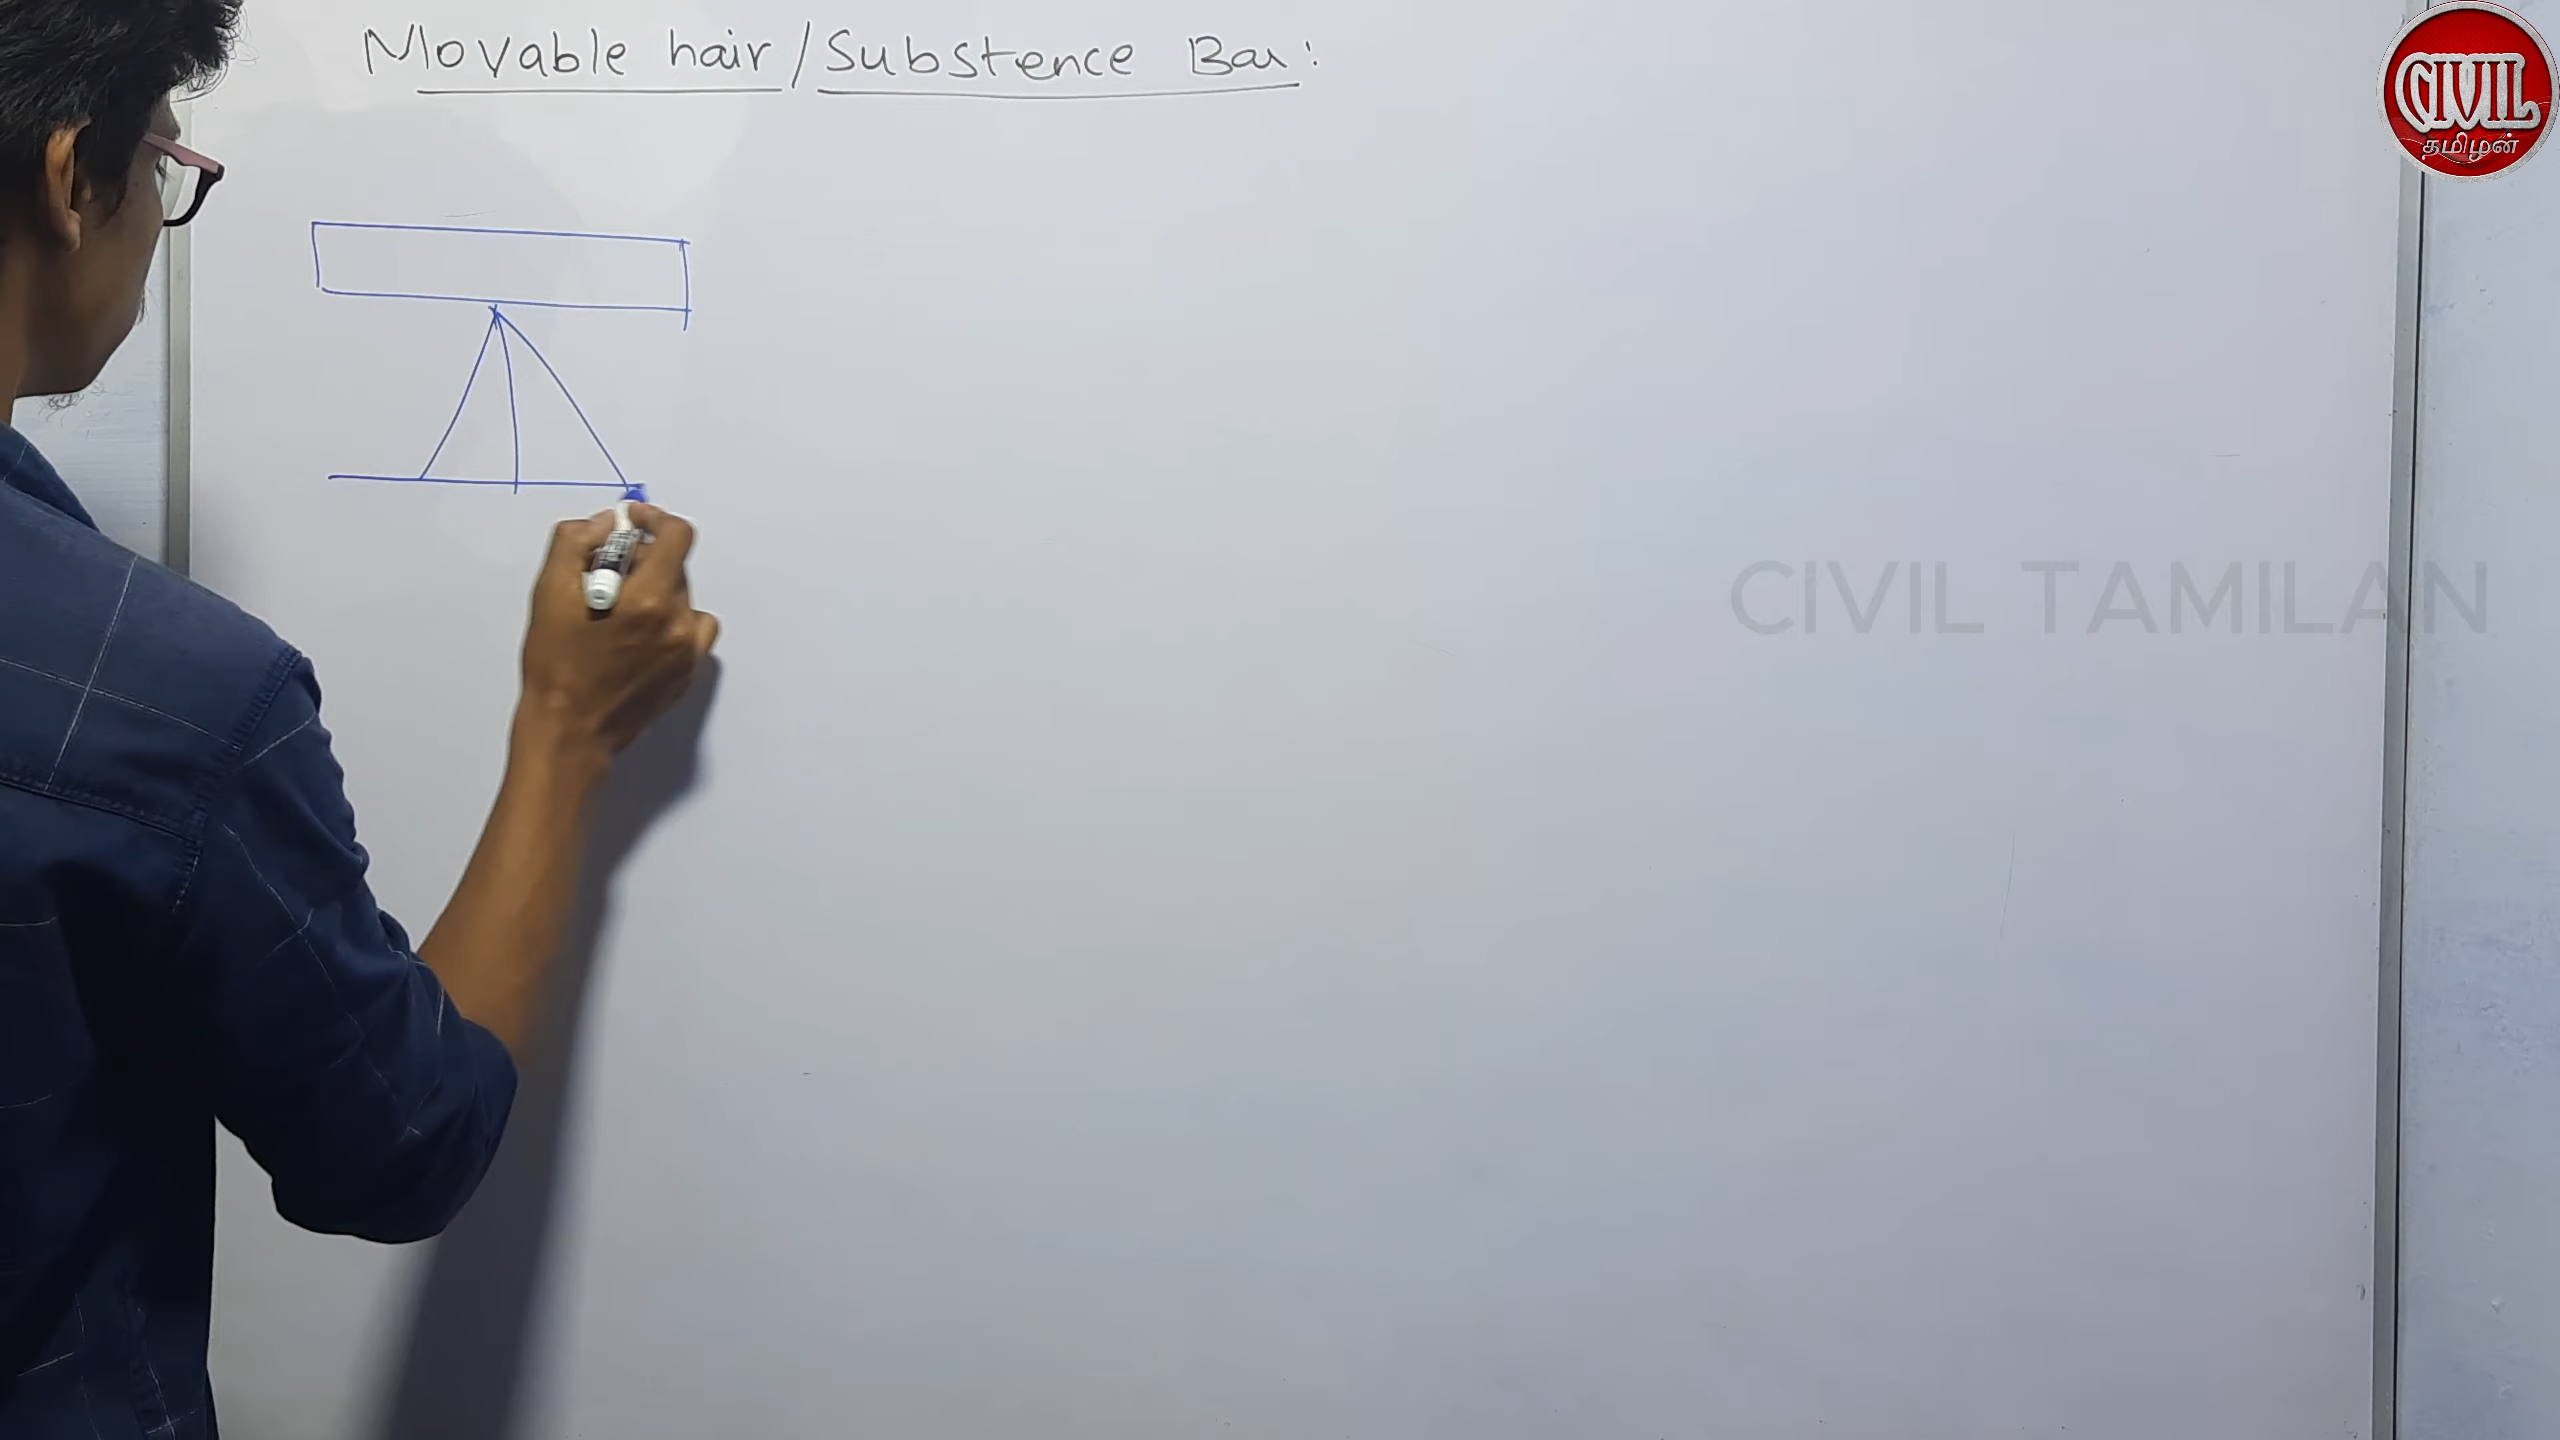 Movable hair / Substence Bar:
CIVIL
தமிழன்
CIVIL TAMILAN